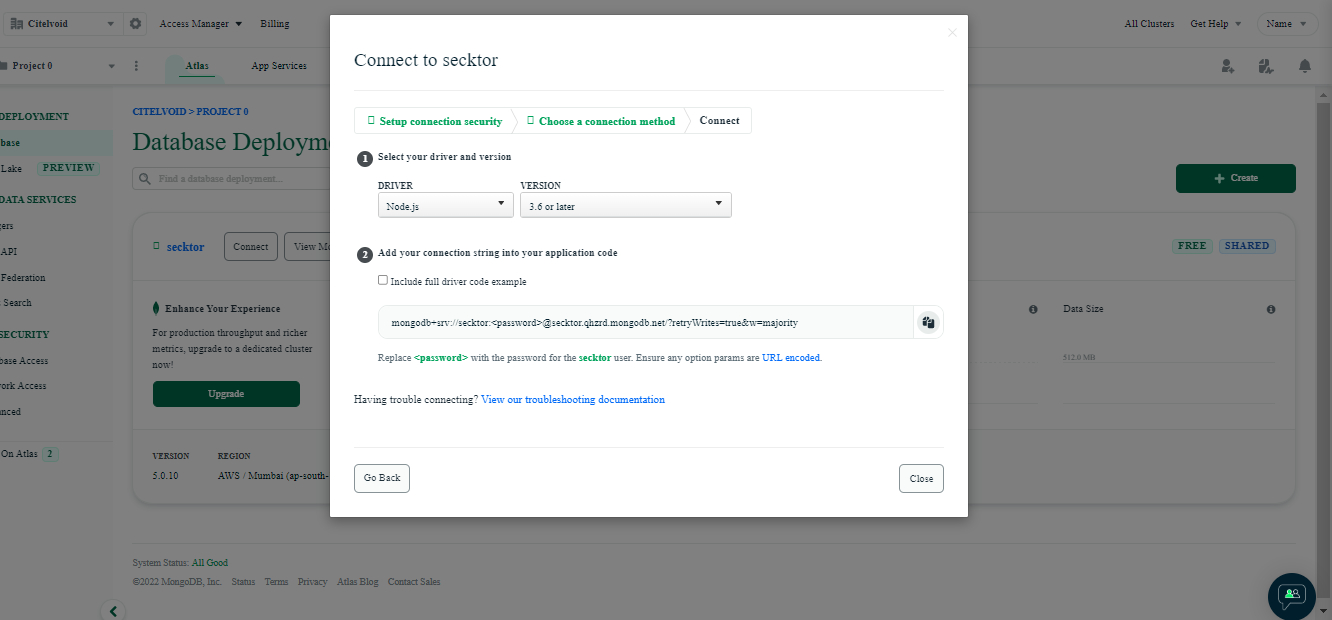 Citelvoid
Access Manager
Billing
All Clusters
Get Help
Name
Project 0
Atlas
App Services
DEPLOYMENT
base
Lake
PREVIEW
DATA SERVICES
gers
API
Federation
Search
SECURITY
base Access
ork Access
anced
On Atlas
2
CITELVOID > PROJECT 0
Database Deploym
Find a database deployment...
Create
secktor
Connect
View Mo
FREE
SHARED
Enhance Your Experience
For production throughput and richer
metrics, upgrade to a dedicated cluster
now!
Upgrade
Data Size
512.0 MB
VERSION
REGION
5.0.10
AWS / Mumbai (ap-south-
Connect to secktor
Setup connection security
Choose a connection method
Connect
1 Select your driver and version
DRIVER
VERSION
Node.js
3.6 or later
2 Add your connection string into your application code
Include full driver code example
mongodb+srv://secktor:<password>@secktor.qhzrd.mongodb.net/?retryWrites=true&w=majority
Replace <password> with the password for the secktor user. Ensure any option params are URL encoded.
Having trouble connecting? View our troubleshooting documentation
Go Back
Close
System Status: All Good
©2022 MongoDB, Inc. Status Terms Privacy Atlas Blog Contact Sales